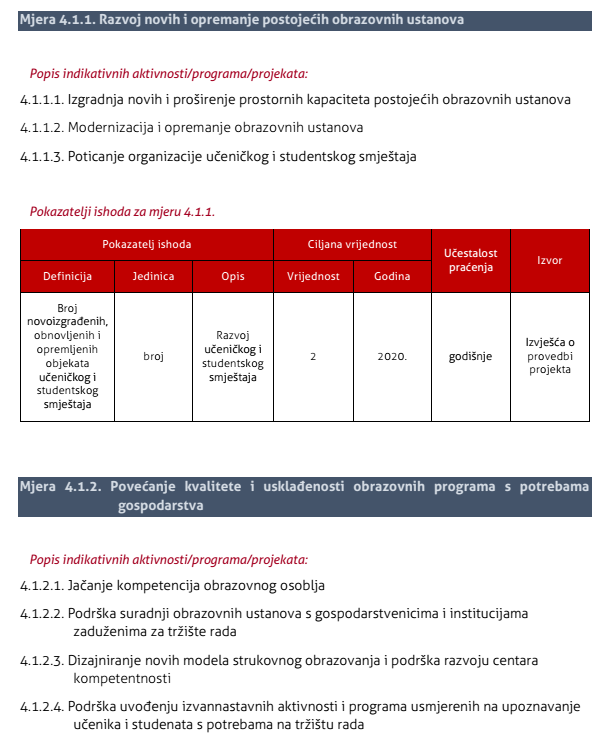 Mjera 4.1.1. Razvoj novih i opremanje postojećih obrazovnih ustanova
Popis indikativnih aktivnosti/programa/projekata:
4.1.1.1. Izgradnja novih i proširenje prostornih kapaciteta postojećih obrazovnih ustanova
4.1.1.2. Modernizacija i opremanje obrazovnih ustanova
4.1.1.3. Poticanje organizacije učeničkog i studentskog smještaja
Pokazatelji ishoda za mjeru 4.1.1.
Pokazatelj ishoda
Ciljana vrijednost
Učestalost
praćenja
Izvor
Definicija
Jedinica
Opis
Vrijednost
Godina
Broj
novoizgrađenih,
obnovljenih i
opremljenih
objekata
učeničkog i
studentskog
smještaja
broj
Razvoj
učeničkog i
studentskog
smještaja
2
2020.
godišnje
Izvješća o
provedbi
projekta
Mjera 4.1.2. Povećanje kvalitete i usklađenosti obrazovnih programa s potrebama
gospodarstva
Popis indikativnih aktivnosti/programa/projekata:
4.1.2.1. Jačanje kompetencija obrazovnog osoblja
4.1.2.2. Podrška suradnji obrazovnih ustanova s gospodarstvenicima i institucijama
zaduženima za tržište rada
4.1.2.3. Dizajniranje novih modela strukovnog obrazovanja i podrška razvoju centara
kompetentnosti
4.1.2.4. Podrška uvođenju izvannastavnih aktivnosti i programa usmjerenih na upoznavanje
učenika i studenata s potrebama na tržištu rada